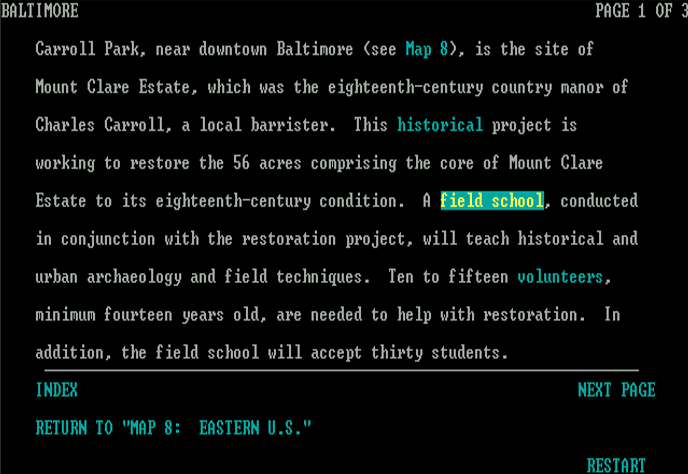 BALTIMORE PAGE 1 OF 3
Carroll Park, near downtown Baltimore (see Map 8), is the site of
Mount Clare Estate, which was the eighteenth-century country manor of
Charles Carroll, a local barrister.  This historical project is
working to restore the 56 acres comprising the core of Mount Clare
Estate to its eighteenth-century condition.  A field school, conducted
in conjunction with the restoration project, will teach historical and
urban archaeology and field techniques.  Ten to fifteen volunteers,
minimum fourteen years old, are needed to help with restoration.  In
addition, the field school will accept thirty students.
INDEX NEXT PAGE
RETURN TO "MAP 8:  EASTERN U.S."
RESTART